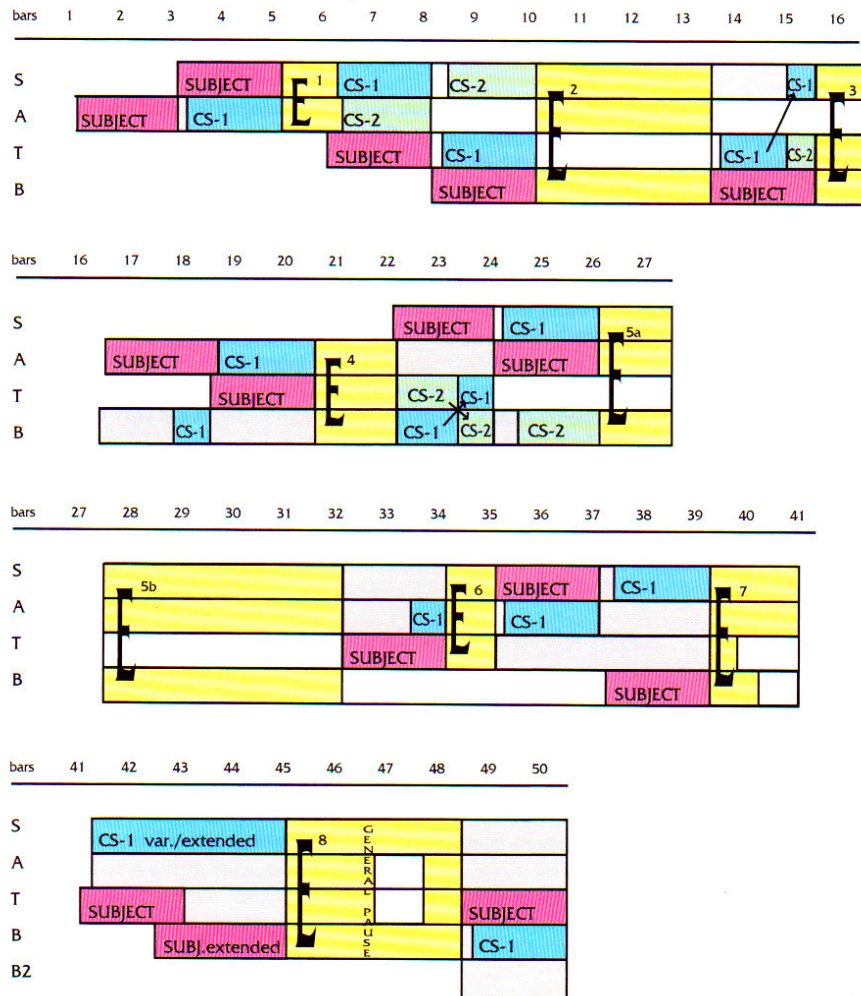 bars 1 2 3 4 5 6 7 8 9 10 11 12 13 14 15 16
S SUBJECT 1 CS-1 CS-2 2 CS-1 3
A SUBJECT CS-1 CS-2
T SUBJECT CS-1 CS-1 CS-2
B SUBJECT SUBJECT
bars 16 17 18 19 20 21 22 23 24 25 26 27
S SUBJECT CS-1 5a
A SUBJECT CS-1 4 SUBJECT
T SUBJECT CS-2 CS-1
B CS-1 CS-1 CS-2 CS-2
bars 27 28 29 30 31 32 33 34 35 36 37 38 39 40 41
S 5b 6 SUBJECT CS-1 7
A CS-1 CS-1
T SUBJECT
B SUBJECT
bars 41 42 43 44 45 46 47 48 49 50
S CS-1 var./extended 8 GENERAL PAUSE
A
T SUBJECT SUBJECT
B SUBJ.extended CS-1
B2